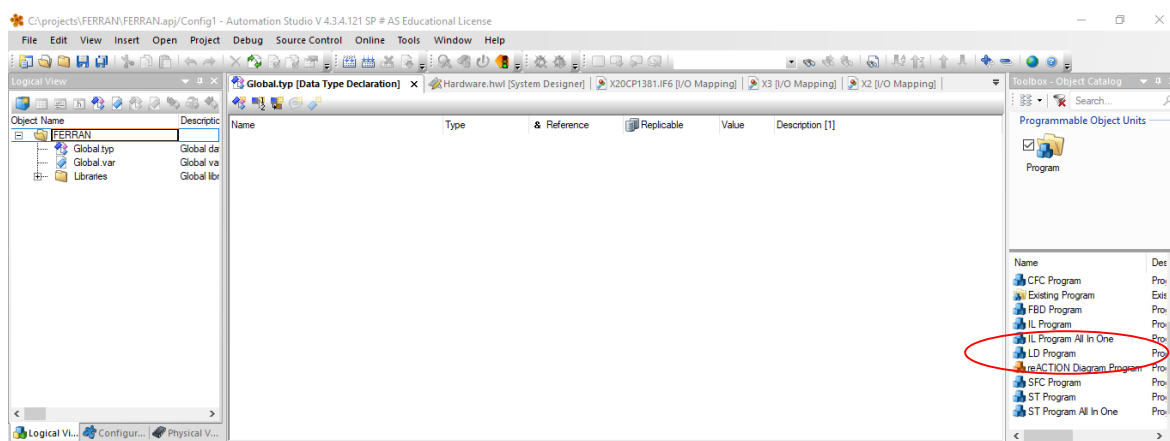 C:\projects\FERRAN\FERRAN.apj/Config1 - Automation Studio V 4.3.4.121 SP # AS Educational License
File Edit View Insert Open Project Debug Source Control Online Tools Window Help
Logical View
Global.typ [Data Type Declaration] Hardware.hwl [System Designer] X20CP1381.IF6 [I/O Mapping] X3 [I/O Mapping] X2 [I/O Mapping]
Toolbox - Object Catalog
Search...
Object Name Descriptic
Name Type & Reference Replicable Value Description [1]
Programmable Object Units
FERRAN
Global.typ Global da
Global.var Global va
Libraries Global libr
Program
Name Des
CFC Program Pro
Existing Program Exis
FBD Program Pro
IL Program Pro
IL Program All In One Pro
LD Program Pro
reACTION Diagram Program Pro
SFC Program Pro
ST Program Pro
ST Program All In One Pro
Logical Vi... Configur... Physical V...